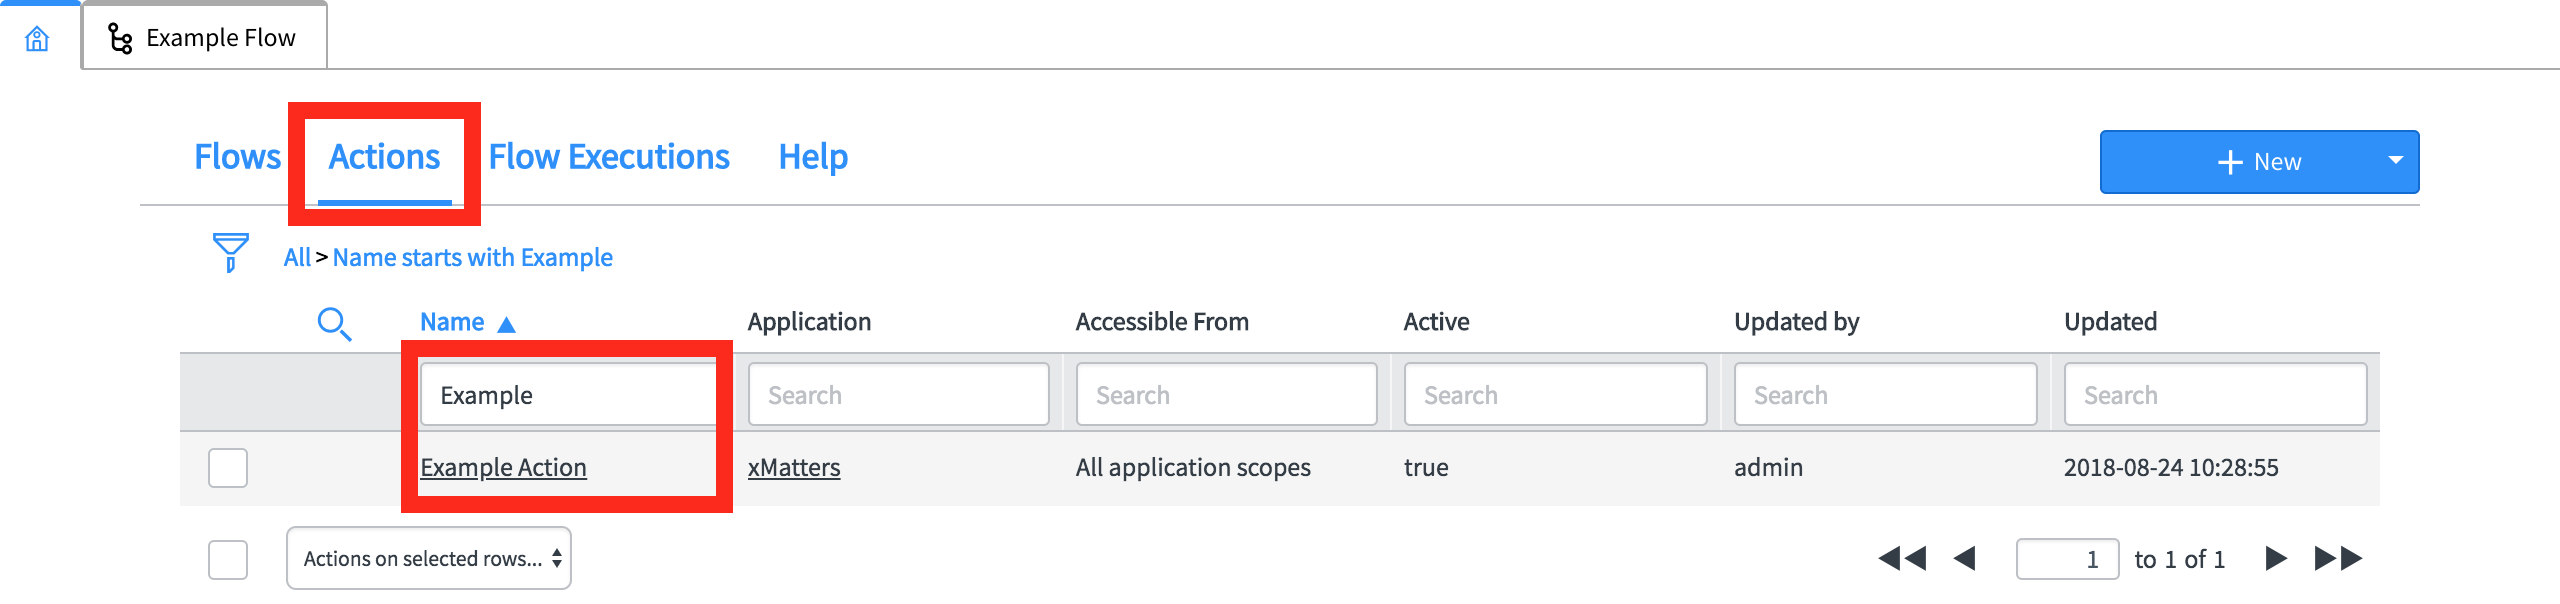 Example Flow
Flows Actions Flow Executions Help
New
All > Name starts with Example
Name Application Accessible From Active Updated by Updated
Example Search Search Search Search Search
Example Action xMatters All application scopes true admin 2018-08-24 10:28:55
Actions on selected rows... 1 to 1 of 1